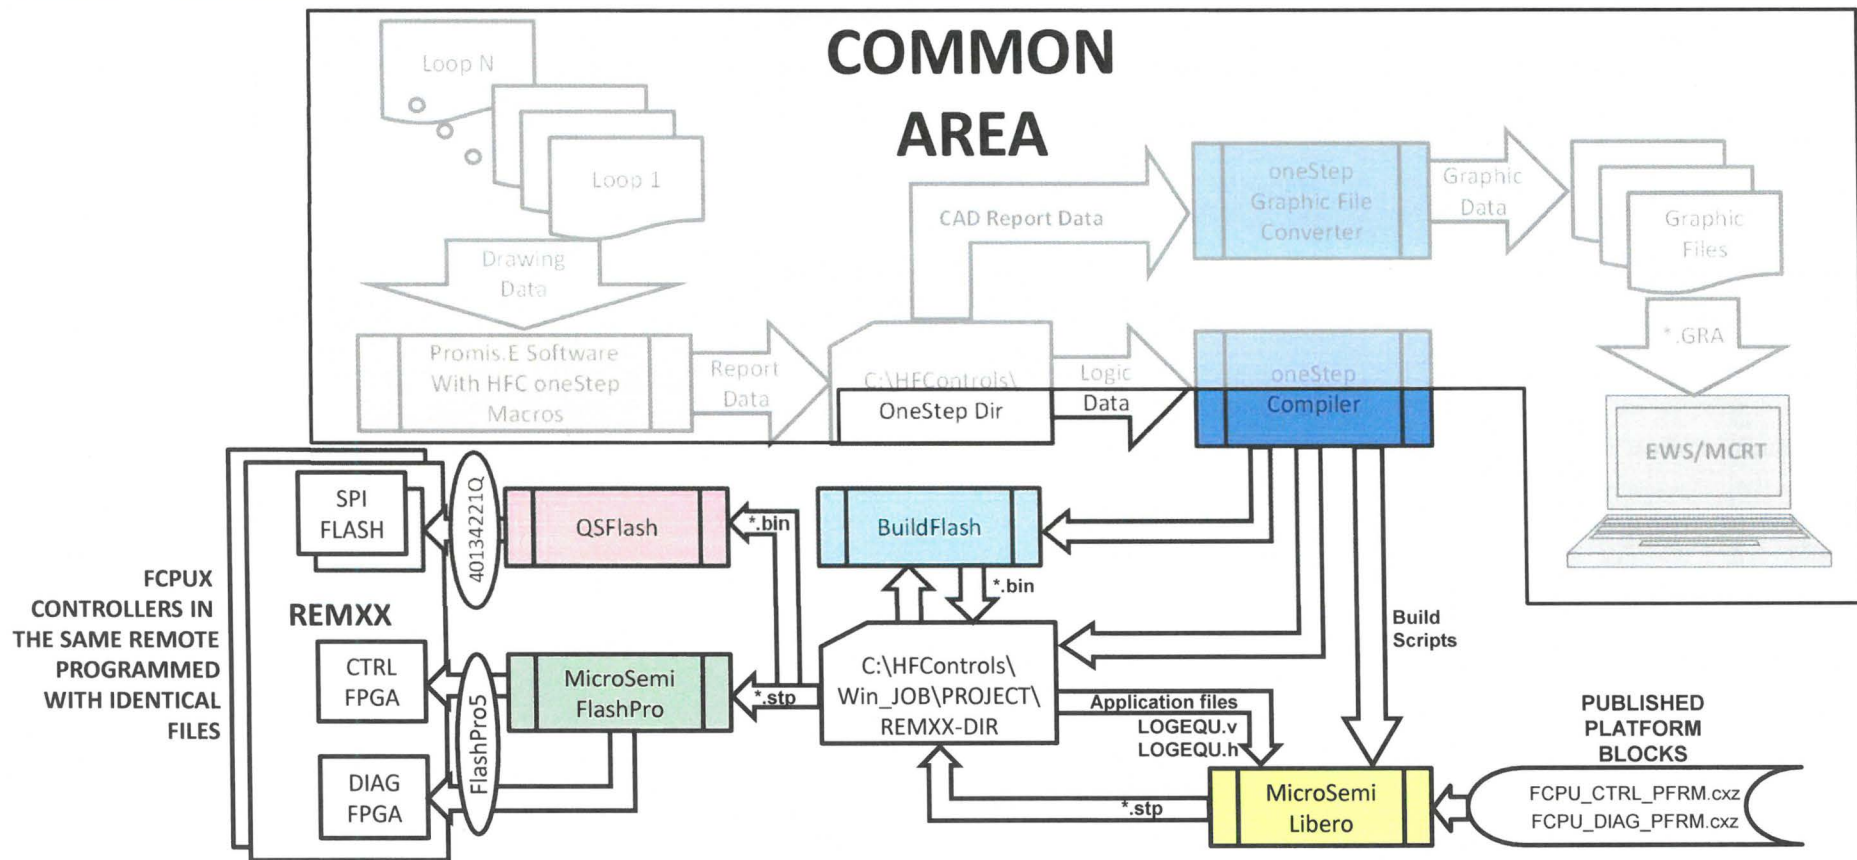 COMMON
AREA
Loop N
Loop 1
Drawing
Data
Promis.E Software
With HFC oneStep
Macros
Report
Data
C:\HFControls\
OneStep Dir
CAD Report Data
oneStep
Graphic File
Converter
Graphic
Data
Graphic
Files
*.GRA
EWS/MCRT
Logic
Data
oneStep
Compiler
SPI
FLASH
401342221Q
QSFlash
*.bin
BuildFlash
*.bin
FCPUX
CONTROLLERS IN
THE SAME REMOTE
PROGRAMMED
WITH IDENTICAL
FILES
REMXX
CTRL
FPGA
DIAG
FPGA
FlashPro5
MicroSemi
FlashPro
*.stp
C:\HFControls\
Win_JOB\PROJECT\
REMXX-DIR
Application files
LOGEQU.v
LOGEQU.h
Build
Scripts
*.stp
MicroSemi
Libero
PUBLISHED
PLATFORM
BLOCKS
FCPU_CTRL_PFRM.cxz
FCPU_DIAG_PFRM.cxz